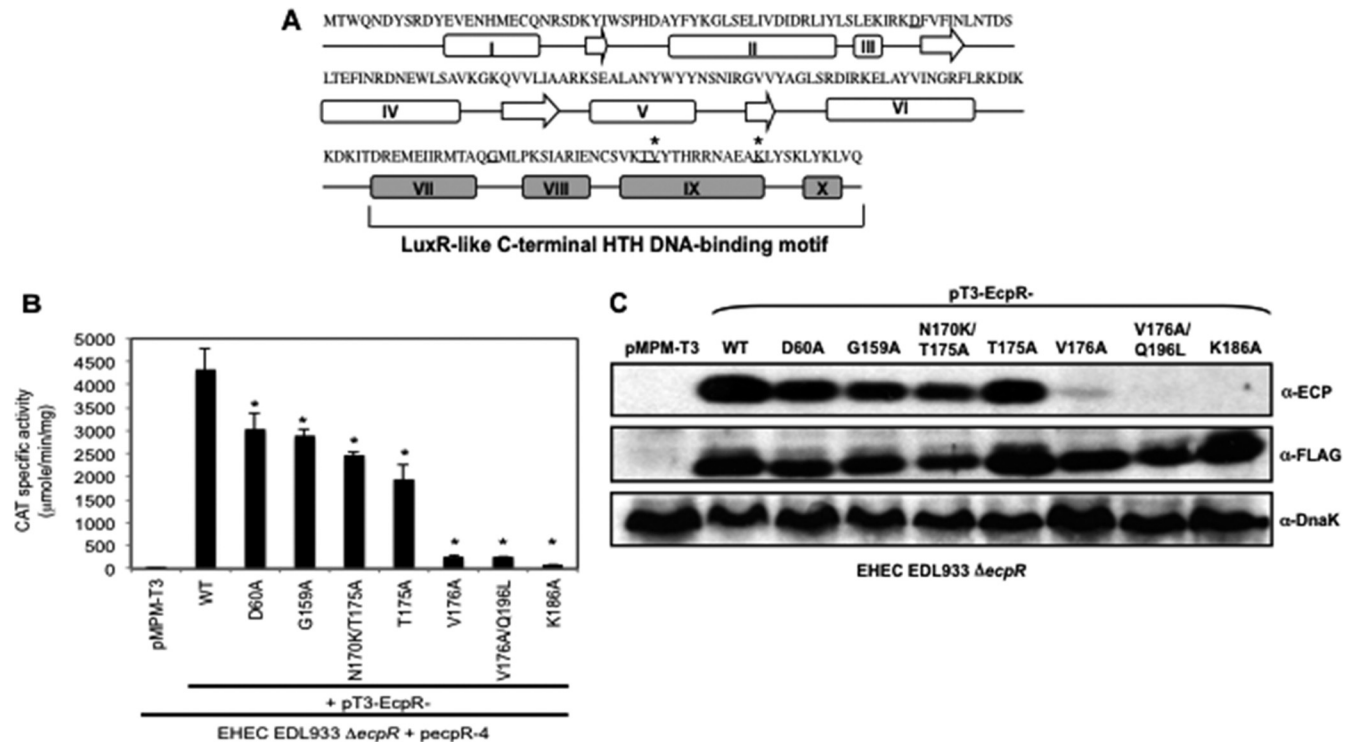 A
MTWQNDYSRDYEVENHMECQNRSDKYIWSPHDAYFYKGLSELIVDIDRLIYLSLEKIRKDFVFINLNTDS
I II III
LTEFINRDNEWLSAVKGKQVVLIAARKSEALANYWYYNSNIRGVVYAGLSRDIRKELAYVINGRFLRKDIK
IV V VI
* *
KDKITDREMEIIRMTAQGMLPKSIARIENCSVKTVYTHRRNAEAKLYSKLYKLVQ
VII VIII IX X
LuxR-like C-terminal HTH DNA-binding motif
B
CAT specific activity
(µmole/min/mg)
5000
4500
4000
3500
3000
2500
2000
1500
1000
500
0
* * * * * * *
pMPM-T3 WT D60A G159A N170K/T175A T175A V176A V176A/Q196L K186A
+ pT3-EcpR-
EHEC EDL933 ΔecpR + pecpR-4
C
pT3-EcpR-
pMPM-T3 WT D60A G159A N170K/T175A T175A V176A V176A/Q196L K186A
α-ECP
α-FLAG
α-DnaK
EHEC EDL933 ΔecpR